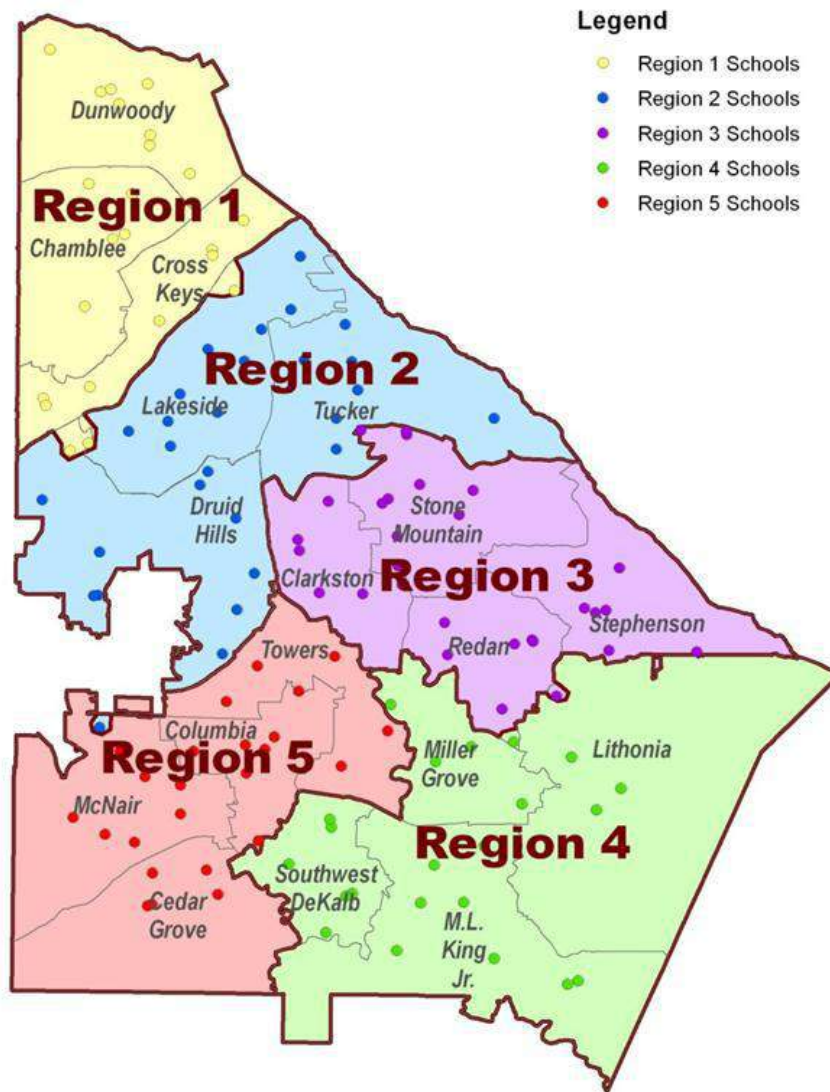 Legend
Region 1 Schools
Region 2 Schools
Region 3 Schools
Region 4 Schools
Region 5 Schools
Dunwoody
Region 1
Chamblee
Cross
Keys
Region 2
Lakeside
Tucker
Druid
Hills
Stone
Mountain
Clarkston
Region 3
Redan
Stephenson
Towers
Columbia
Region 5
McNair
Cedar
Grove
Miller
Grove
Lithonia
Region 4
Southwest
DeKalb
M.L.
King
Jr.